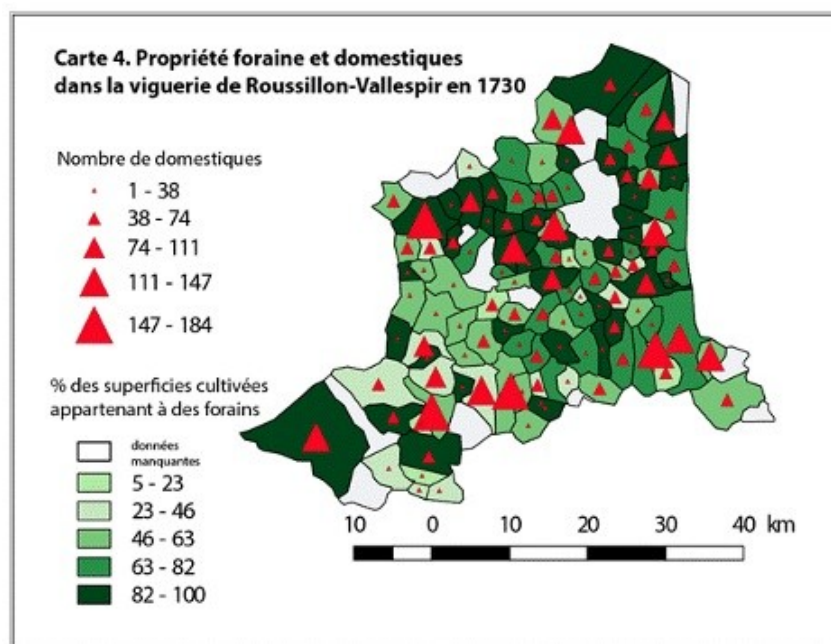 Carte 4. Propriété foraine et domestiques
dans la viguerie de Roussillon-Vallespir en 1730
Nombre de domestiques
1 - 38
38 - 74
74 - 111
111 - 147
147 - 184
% des superficies cultivées
appartenant à des forains
données
manquantes
5 - 23
23 - 46
46 - 63
63 - 82
82 - 100
10 0 10 20 30 40 km